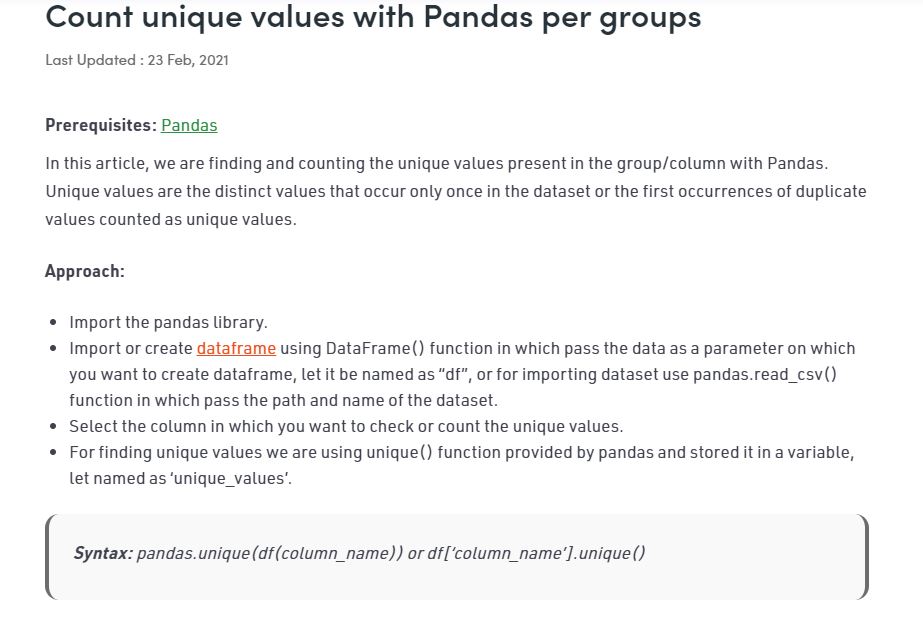 Count unique values with Pandas per groups
Last Updated : 23 Feb, 2021
Prerequisites: Pandas
In this article, we are finding and counting the unique values present in the group/column with Pandas.
Unique values are the distinct values that occur only once in the dataset or the first occurrences of duplicate
values counted as unique values.
Approach:
• Import the pandas library.
• Import or create dataframe using DataFrame() function in which pass the data as a parameter on which
you want to create dataframe, let it be named as “df”, or for importing dataset use pandas.read_csv()
function in which pass the path and name of the dataset.
• Select the column in which you want to check or count the unique values.
• For finding unique values we are using unique() function provided by pandas and stored it in a variable,
let named as ‘unique_values’.
Syntax: pandas.unique(df(column_name)) or df[‘column_name’].unique()